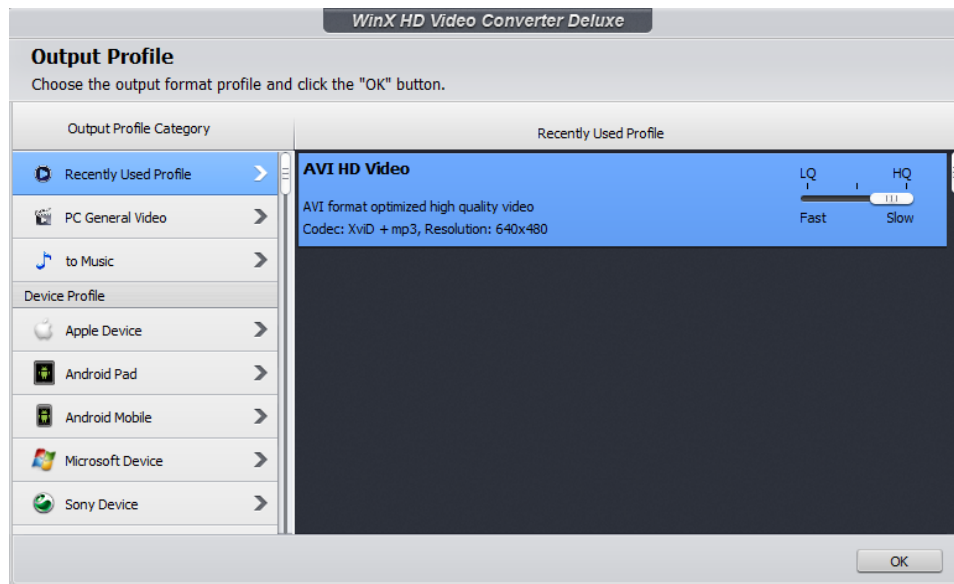 WinX HD Video Converter Deluxe
Output Profile
Choose the output format profile and click the "OK" button.
Output Profile Category
Recently Used Profile
Recently Used Profile
PC General Video
to Music
Device Profile
Apple Device
Android Pad
Android Mobile
Microsoft Device
Sony Device
AVI HD Video
AVI format optimized high quality video
Codec: XviD + mp3, Resolution: 640x480
LQ HQ
Fast Slow
OK